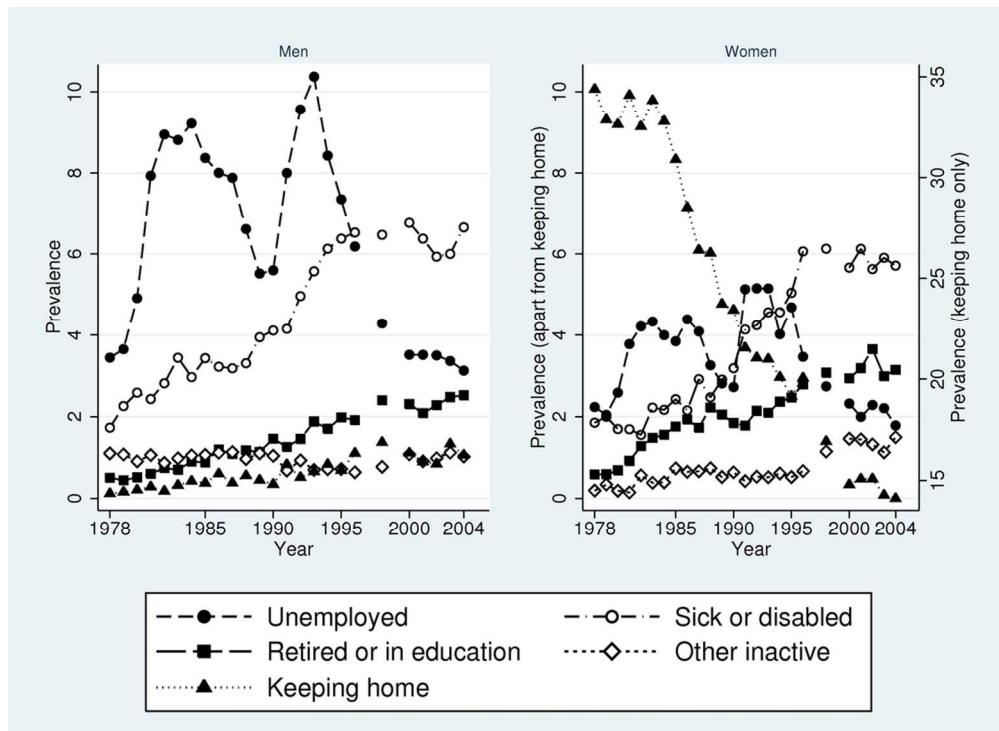 Men
Women
Prevalence
0
2
4
6
8
10
1978
1985
1990
1995
2000
2004
Year
Prevalence (apart from keeping home)
0
2
4
6
8
10
1978
1985
1990
1995
2000
2004
Year
15
20
25
30
35
Prevalence (keeping home only)
Unemployed
Sick or disabled
Retired or in education
Other inactive
Keeping home